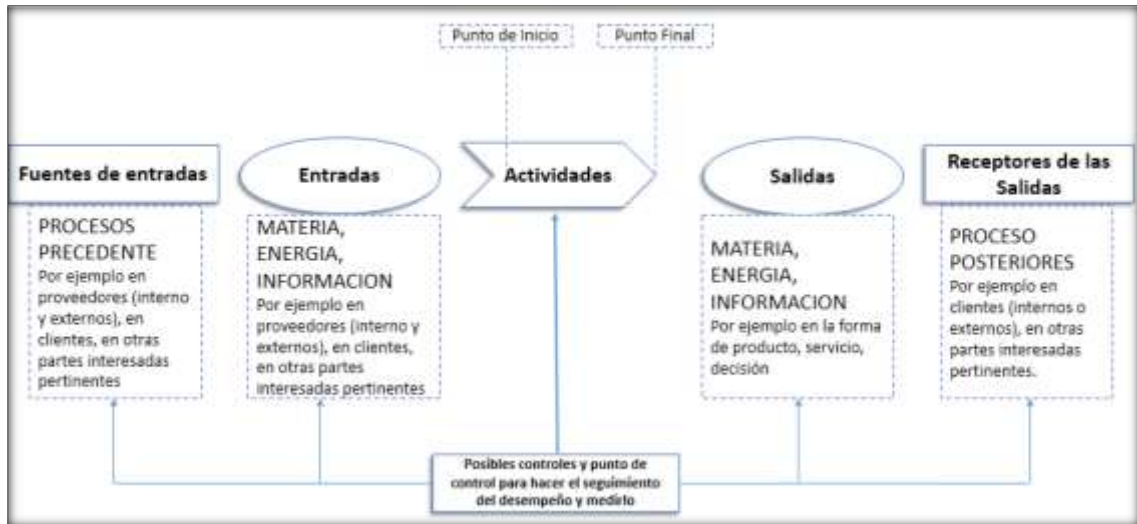 Punto de Inicio
Punto Final
Fuentes de entradas
PROCESOS
PRECEDENTE
Por ejemplo en
proveedores (interno
y externos), en
clientes, en otras
partes interesadas
pertinentes
Entradas
MATERIA,
ENERGIA,
INFORMACION
Por ejemplo en
proveedores (interno y
externos), en clientes,
en otras partes
interesadas pertinentes
Actividades
Salidas
MATERIA,
ENERGIA,
INFORMACION
Por ejemplo en la forma
de producto, servicio,
decisión
Receptores de las
Salidas
PROCESO
POSTERIORES
Por ejemplo en
clientes (internos o
externos), en otras
partes interesadas
pertinentes.
Posibles controles y punto de
control para hacer el seguimiento
del desempeño y medirlo